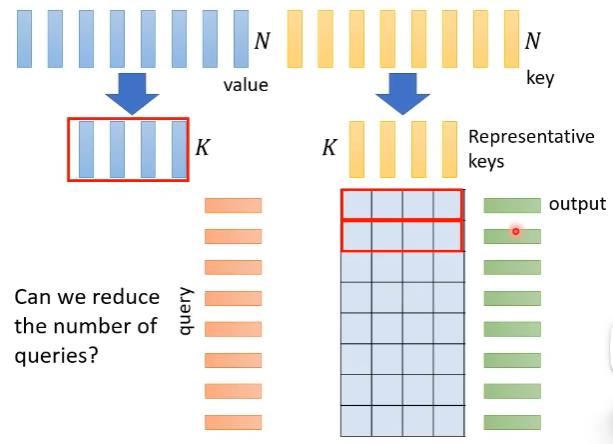 N
value
N
key
K
K
Representative
keys
output
query
Can we reduce
the number of
queries?